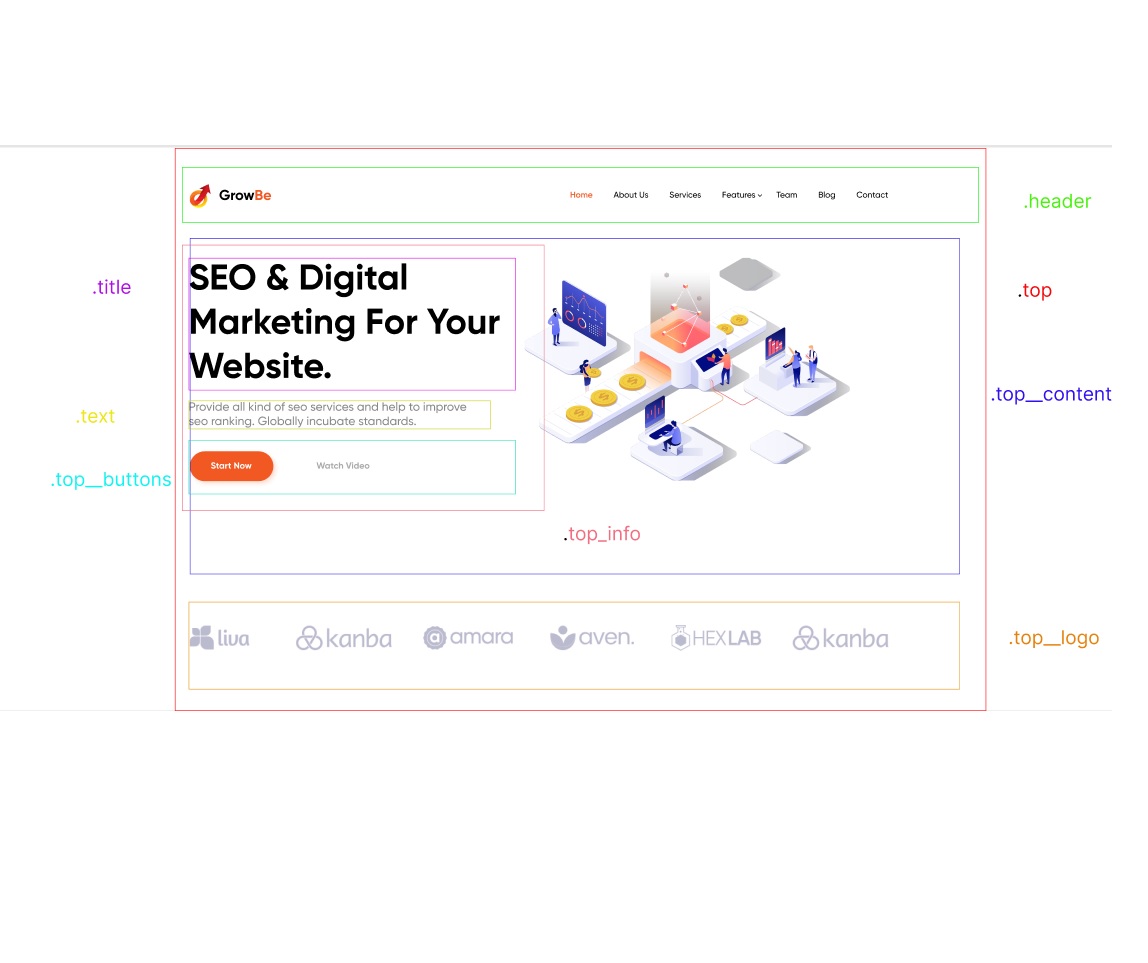 GrowBe
Home About Us Services Features Team Blog Contact
.header
SEO & Digital
Marketing For Your
Website.
.title
.top
Provide all kind of seo services and help to improve
seo ranking. Globally incubate standards.
.text
.top__content
Start Now Watch Video
.top__buttons
.top_info
liva kanba amara aven. HEXLAB kanba
.top__logo